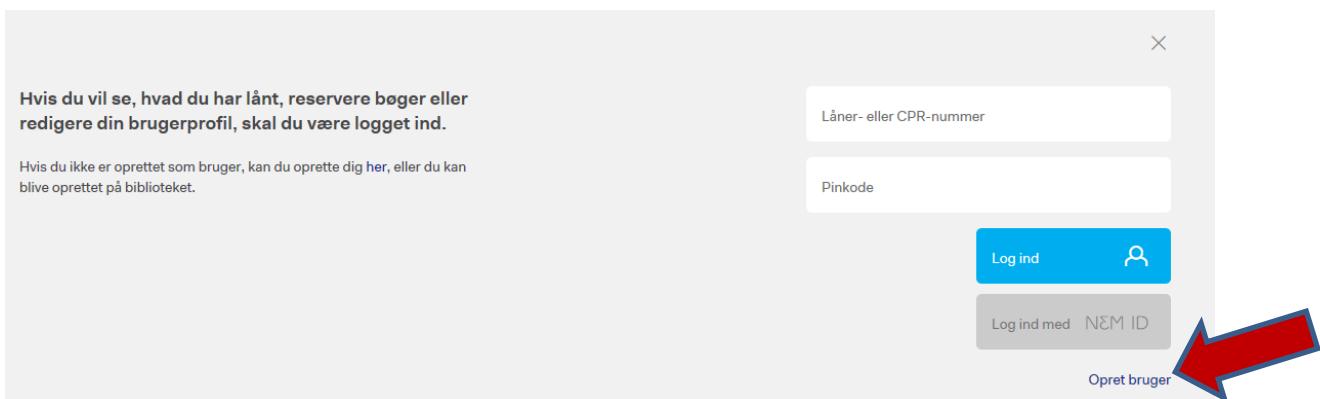 Hvis du vil se, hvad du har lånt, reservere bøger eller
redigere din brugerprofil, skal du være logget ind.
Hvis du ikke er oprettet som bruger, kan du oprette dig her, eller du kan
blive oprettet på biblioteket.
Låner- eller CPR-nummer
Pinkode
Log ind
Log ind med NEM ID
Opret bruger